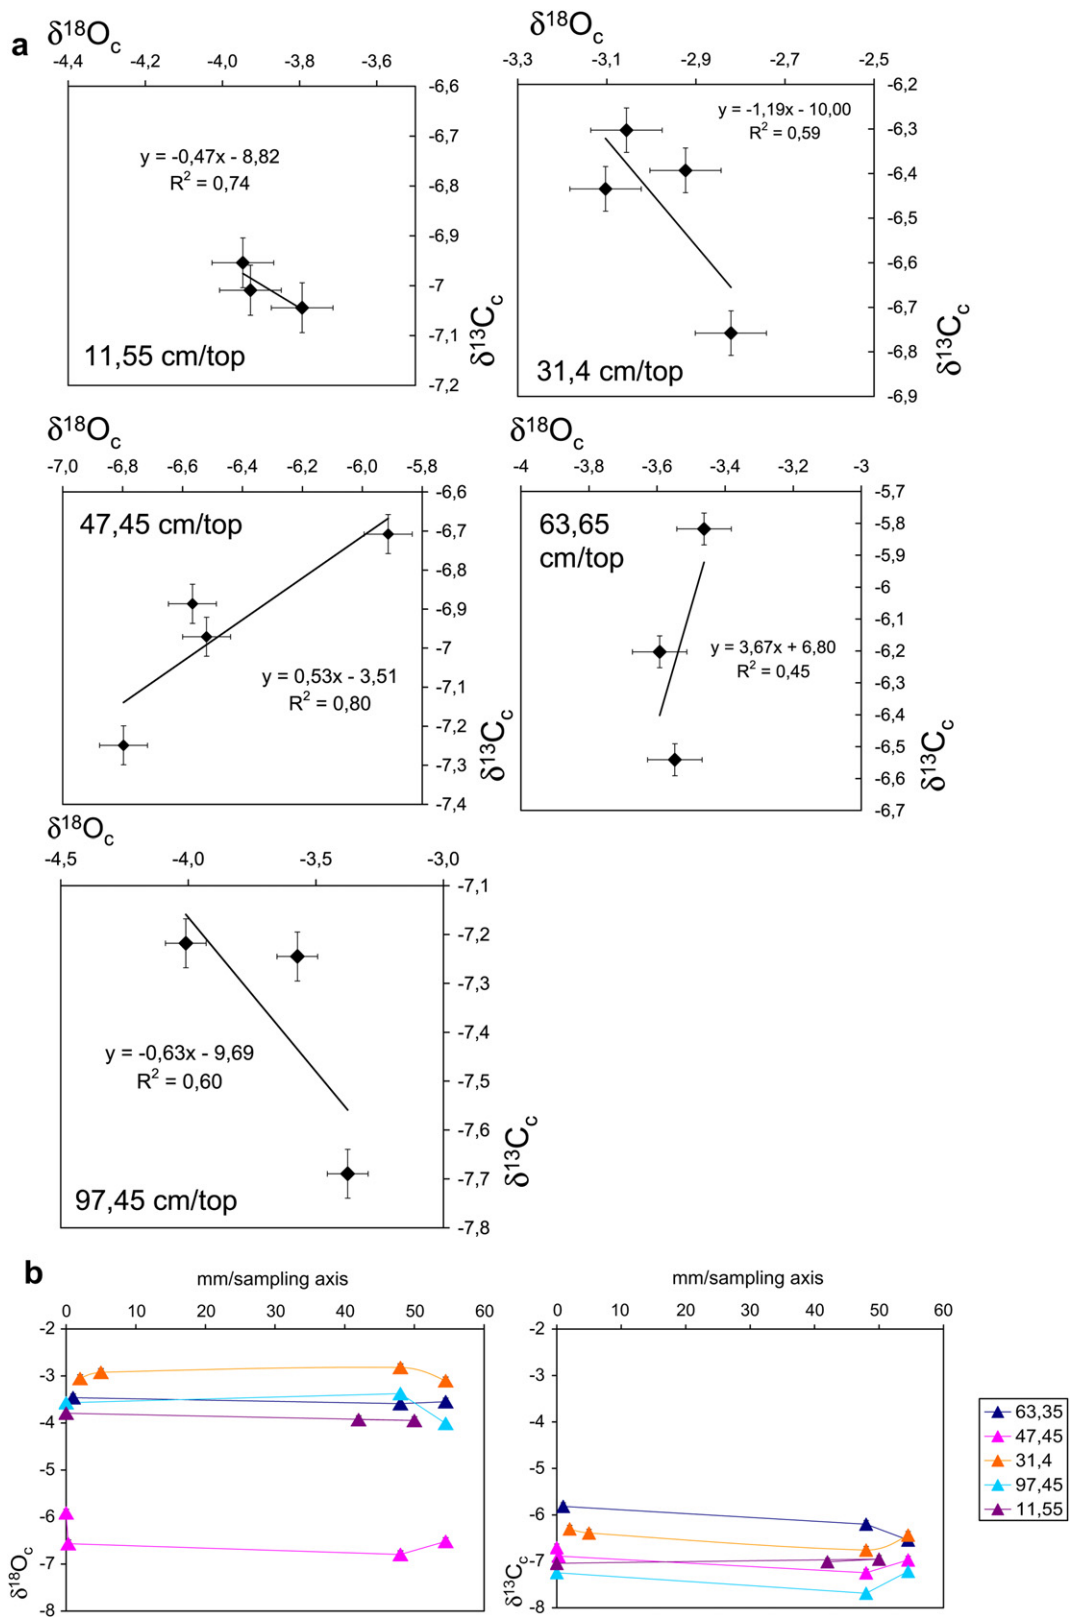 a
δ18Oc
-4,4 -4,2 -4,0 -3,8 -3,6
-6,6
-6,7
-6,8
-6,9
-7
-7,1
-7,2
δ13Cc
y = -0,47x - 8,82
R2 = 0,74
11,55 cm/top
δ18Oc
-3,3 -3,1 -2,9 -2,7 -2,5
-6,2
-6,3
-6,4
-6,5
-6,6
-6,7
-6,8
-6,9
δ13Cc
y = -1,19x - 10,00
R2 = 0,59
31,4 cm/top
δ18Oc
-7,0 -6,8 -6,6 -6,4 -6,2 -6,0 -5,8
-6,6
-6,7
-6,8
-6,9
-7
-7,1
-7,2
-7,3
-7,4
δ13Cc
47,45 cm/top
y = 0,53x - 3,51
R2 = 0,80
δ18Oc
-4 -3,8 -3,6 -3,4 -3,2 -3
-5,7
-5,8
-5,9
-6
-6,1
-6,2
-6,3
-6,4
-6,5
-6,6
-6,7
δ13Cc
63,65
cm/top
y = 3,67x + 6,80
R2 = 0,45
δ18Oc
-4,5 -4,0 -3,5 -3,0
-7,1
-7,2
-7,3
-7,4
-7,5
-7,6
-7,7
-7,8
δ13Cc
y = -0,63x - 9,69
R2 = 0,60
97,45 cm/top
b
mm/sampling axis
0 10 20 30 40 50 60
-2
-3
-4
-5
-6
-7
-8
δ18Oc
mm/sampling axis
0 10 20 30 40 50 60
-2
-3
-4
-5
-6
-7
-8
δ13Cc
63,35
47,45
31,4
97,45
11,55